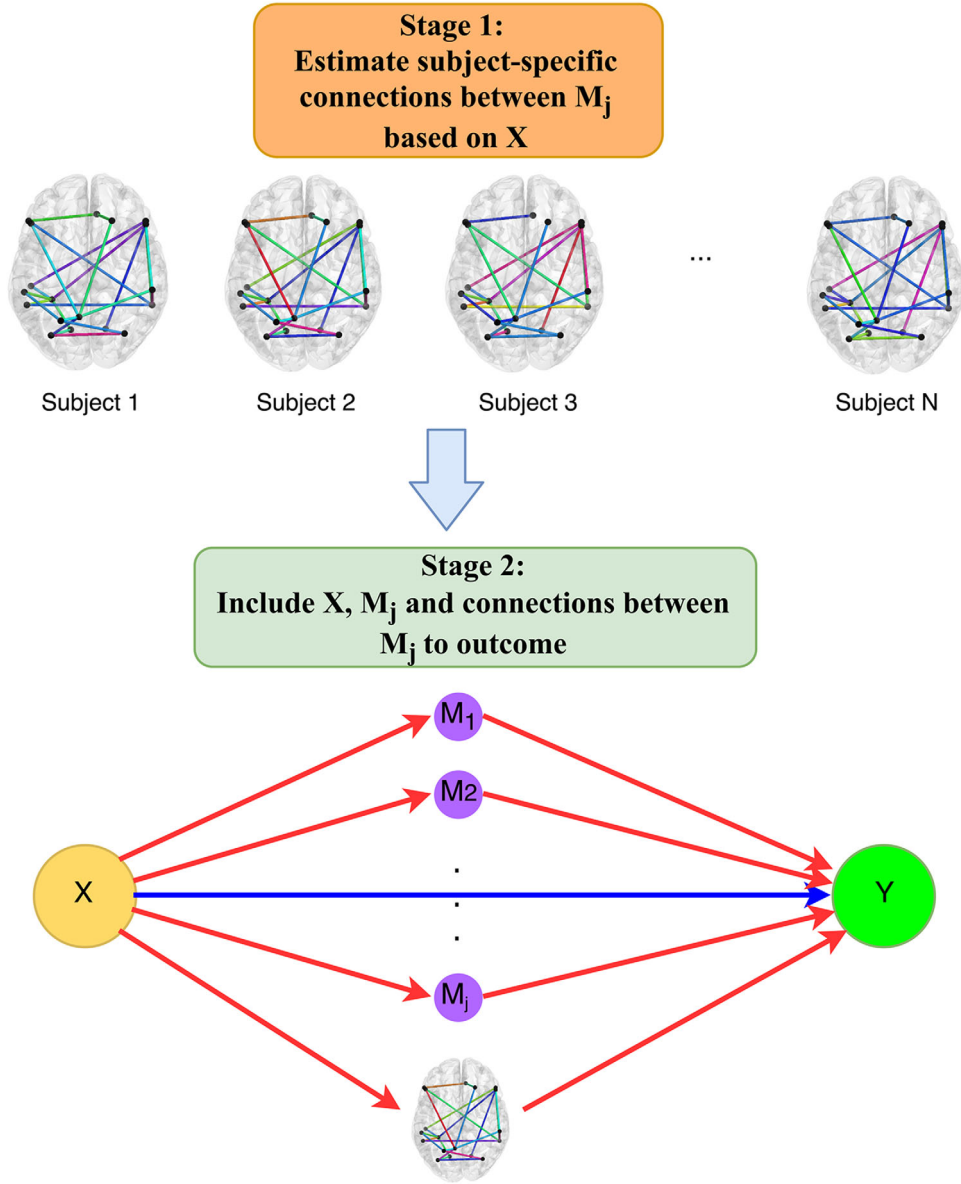 Stage 1:
Estimate subject-specific
connections between Mj
based on X
...
Subject 1
Subject 2
Subject 3
Subject N
Stage 2:
Include X, Mj and connections between
Mj to outcome
M1
M2
X
.
.
.
Y
Mj